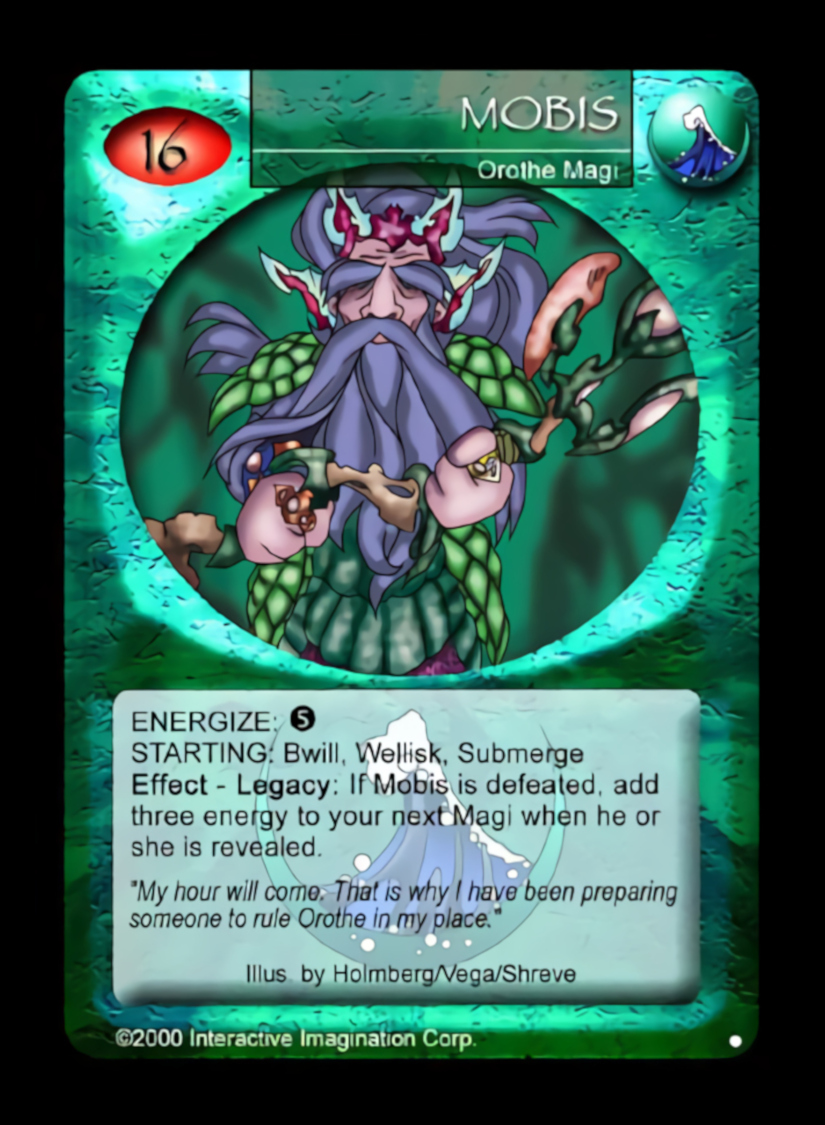 16
MOBIS
Orothe Magi
ENERGIZE: 5
STARTING: Bwill, Wellisk, Submerge
Effect - Legacy: If Mobis is defeated, add
three energy to your next Magi when he or
she is revealed.
"My hour will come. That is why I have been preparing
someone to rule Orothe in my place."
Illus. by Holmberg/Vega/Shreve
©2000 Interactive Imagination Corp.